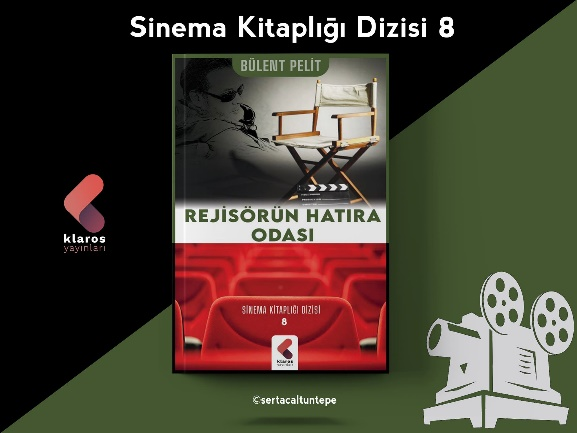 Sinema Kitaplığı Dizisi 8
BÜLENT PELİT
REJİSÖRÜN HATIRA
ODASI
SİNEMA KİTAPLIĞI DİZİSİ
8
klaros
klaros
yayınları
©sertacaltuntepe